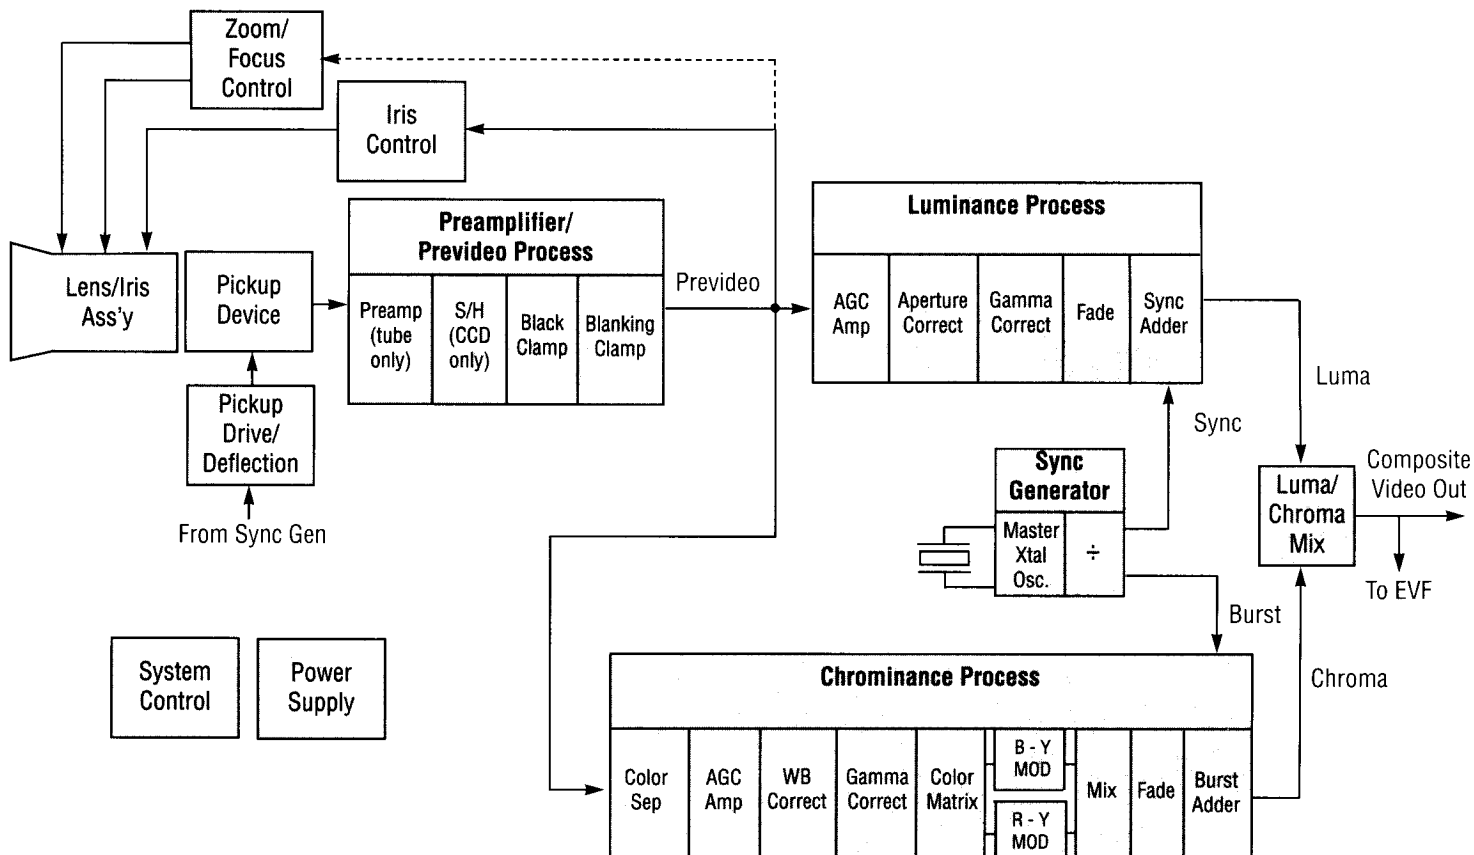 Zoom/
Focus
Control
Iris
Control
Lens/Iris
Ass'y
Pickup
Device
Pickup
Drive/
Deflection
From Sync Gen
Preamplifier/
Prevideo Process
Preamp
(tube
only)
S/H
(CCD
only)
Black
Clamp
Blanking
Clamp
Prevideo
Luminance Process
AGC
Amp
Aperture
Correct
Gamma
Correct
Fade
Sync
Adder
Luma
Sync
Sync
Generator
Master
Xtal
Osc.
÷
Burst
Luma/
Chroma
Mix
Composite
Video Out
To EVF
Chroma
System
Control
Power
Supply
Chrominance Process
Color
Sep
AGC
Amp
WB
Correct
Gamma
Correct
Color
Matrix
B - Y
MOD
R - Y
MOD
Mix
Fade
Burst
Adder